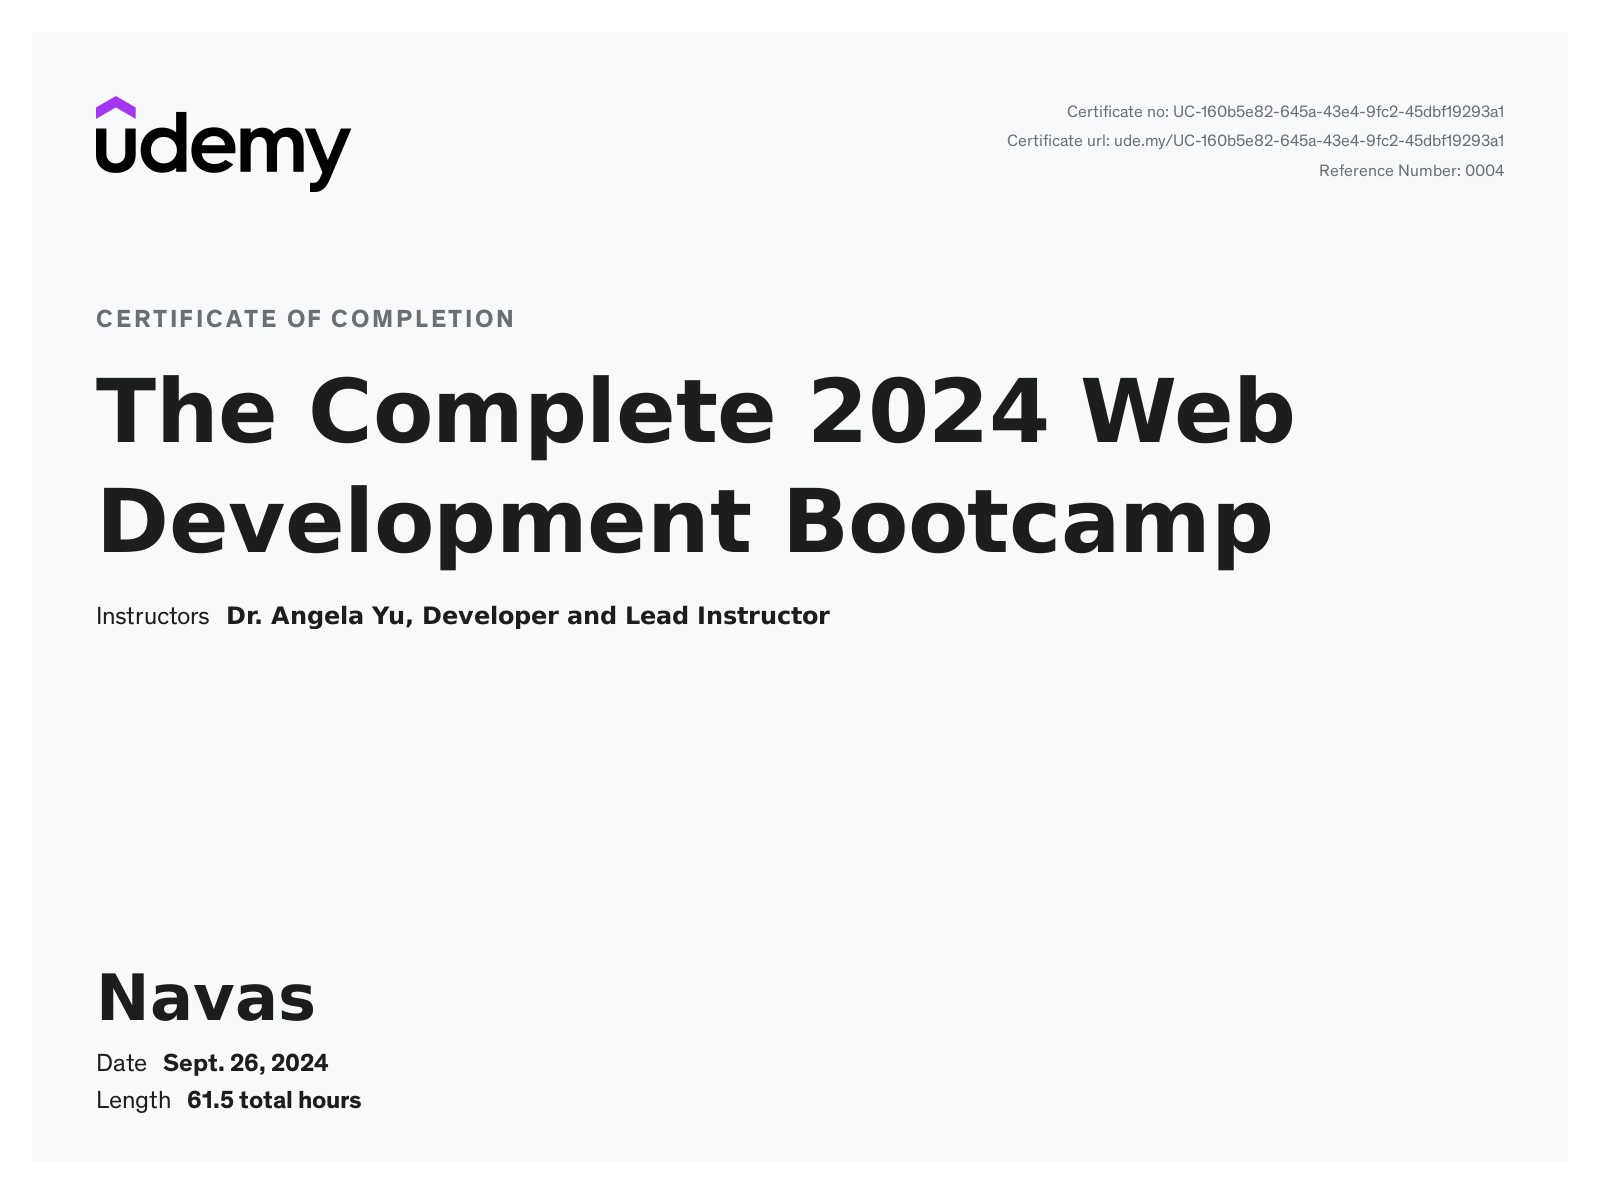 udemy
Certificate no: UC-160b5e82-645a-43e4-9fc2-45dbf19293a1
Certificate url: ude.my/UC-160b5e82-645a-43e4-9fc2-45dbf19293a1
Reference Number: 0004
CERTIFICATE OF COMPLETION
The Complete 2024 Web
Development Bootcamp
Instructors Dr. Angela Yu, Developer and Lead Instructor
Navas
Date Sept. 26, 2024
Length 61.5 total hours